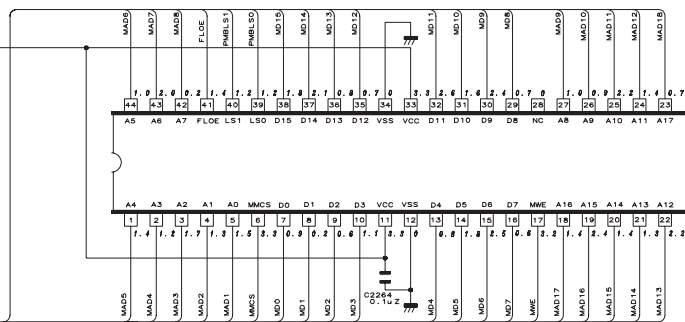 MAD6 MAD7 MAD8 FLOE PMBLS1 PMBLS0 MD15 MD14 MD13 MD12 MD11 MD10 MD9 MD8 MAD9 MAD10 MAD11 MAD12 MAD18
1.0 2.0 0.2 1.4 1.2 1.2 1.8 2.1 0.8 0.7 0 3.3 2.6 1.6 2.4 0.7 0 1.0 0.9 2.2 1.4 0.7
44 43 42 41 40 39 38 37 36 35 34 33 32 31 30 29 28 27 26 25 24 23
A5 A6 A7 FLOE LS1 LS0 D15 D14 D13 D12 VSS VCC D11 D10 D9 D8 NC A8 A9 A10 A11 A17
A4 A3 A2 A1 A0 MMCS D0 D1 D2 D3 VCC VSS D4 D5 D6 D7 MWE A16 A15 A14 A13 A12
1 2 3 4 5 6 7 8 9 10 11 12 13 14 15 16 17 18 19 20 21 22
1.4 1.2 1.7 1.3 1.5 3.3 0.9 0.2 0.6 1.1 3.3 0 0.8 1.8 2.5 0.6 3.2 1.4 1.4 1.4 1.3 2.2
MAD5 MAD4 MAD3 MAD2 MAD1 MMCS MD0 MD1 MD2 MD3 MD4 MD5 MD6 MD7 MWE MAD17 MAD16 MAD15 MAD14 MAD13
C2264
0.1uZ